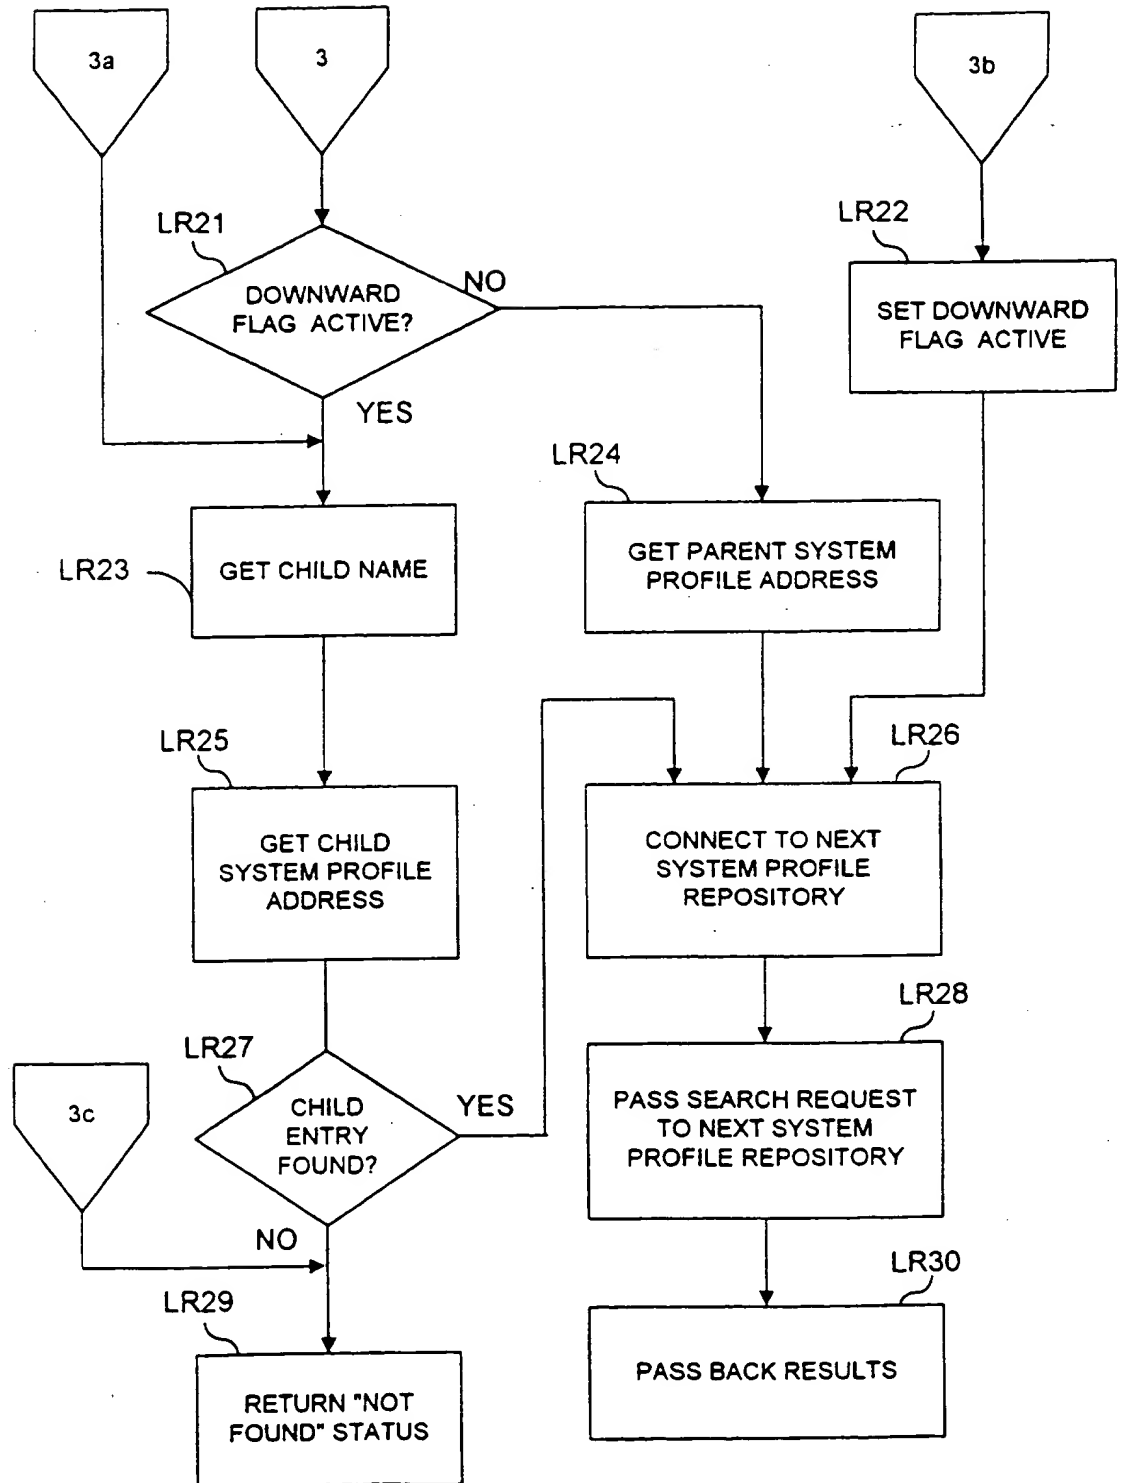 3a
3
3b
LR21
DOWNWARD
FLAG ACTIVE?
NO
YES
LR22
SET DOWNWARD
FLAG ACTIVE
LR23
GET CHILD NAME
LR24
GET PARENT SYSTEM
PROFILE ADDRESS
LR25
GET CHILD
SYSTEM PROFILE
ADDRESS
LR26
CONNECT TO NEXT
SYSTEM PROFILE
REPOSITORY
LR27
CHILD
ENTRY
FOUND?
YES
NO
3c
LR28
PASS SEARCH REQUEST
TO NEXT SYSTEM
PROFILE REPOSITORY
LR29
RETURN "NOT
FOUND" STATUS
LR30
PASS BACK RESULTS